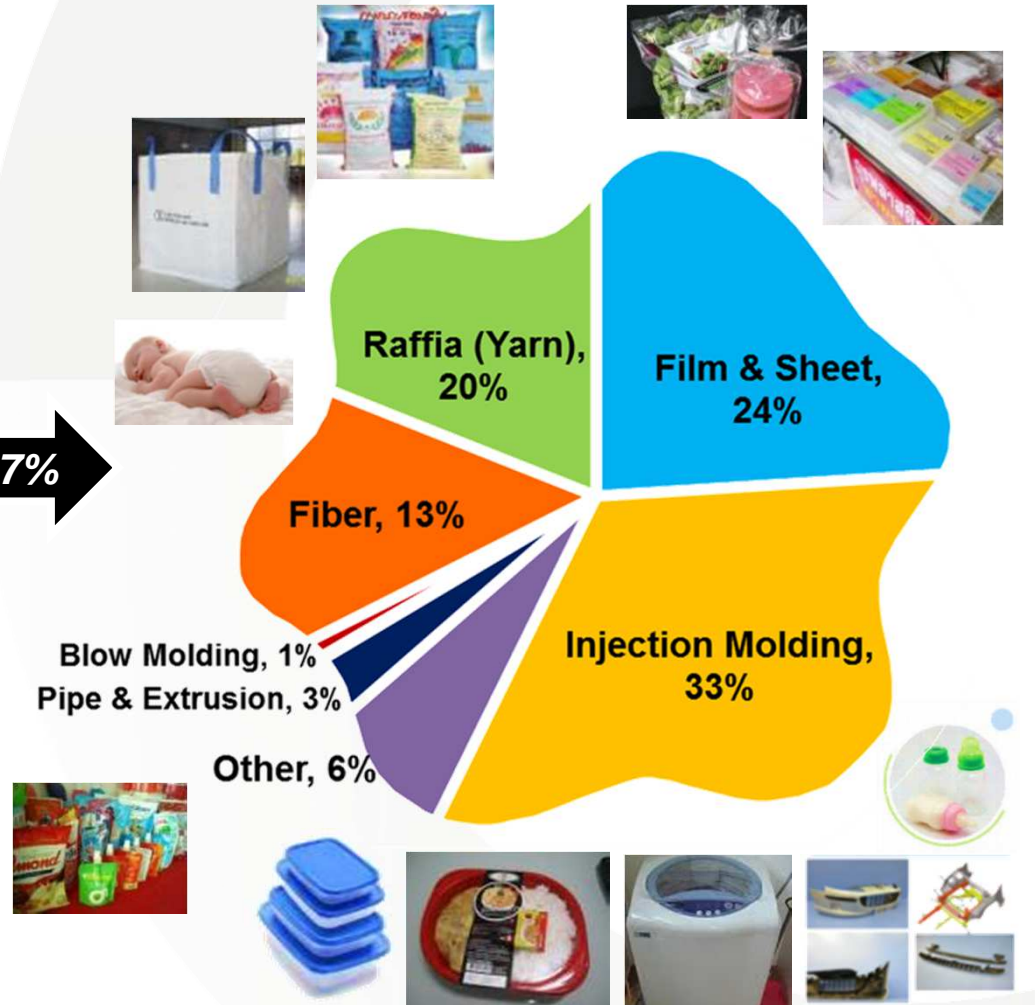 Raffia (Yarn),
20%
Film & Sheet,
24%
7%
Fiber, 13%
Injection Molding,
33%
Blow Molding, 1%
Pipe & Extrusion, 3%
Other, 6%